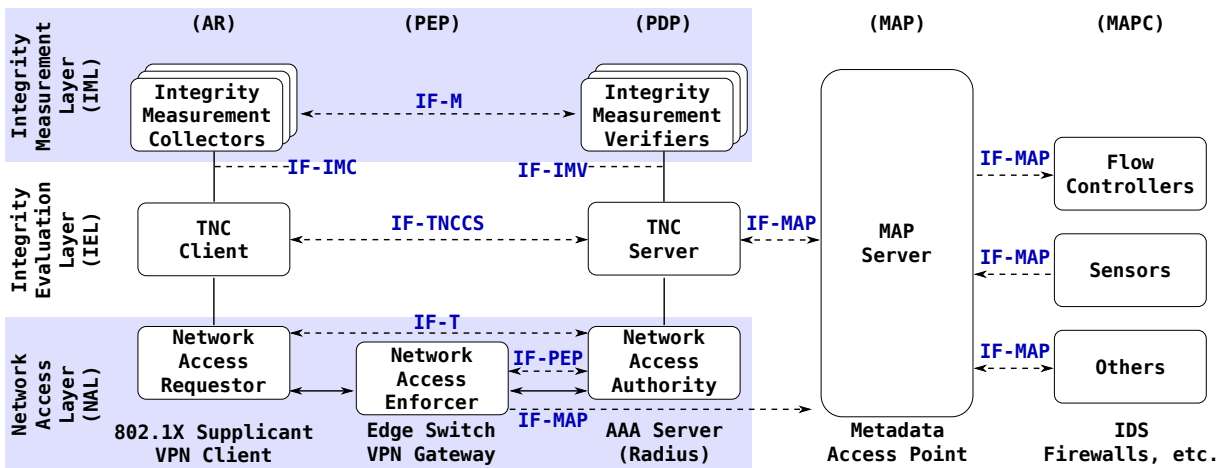 (AR)
(PEP)
(PDP)
(MAP)
(MAPC)
Integrity
Measurement
Layer
(IML)
Integrity
Measurement
Collectors
IF-M
Integrity
Measurement
Verifiers
IF-IMC
IF-IMV
Integrity
Evaluation
Layer
(IEL)
TNC
Client
IF-TNCCS
TNC
Server
IF-MAP
MAP
Server
IF-MAP
Flow
Controllers
IF-MAP
Sensors
IF-MAP
Others
Network
Access
Layer
(NAL)
Network
Access
Requestor
IF-T
Network
Access
Enforcer
IF-PEP
Network
Access
Authority
IF-MAP
802.1X Supplicant
VPN Client
Edge Switch
VPN Gateway
AAA Server
(Radius)
Metadata
Access Point
IDS
Firewalls, etc.